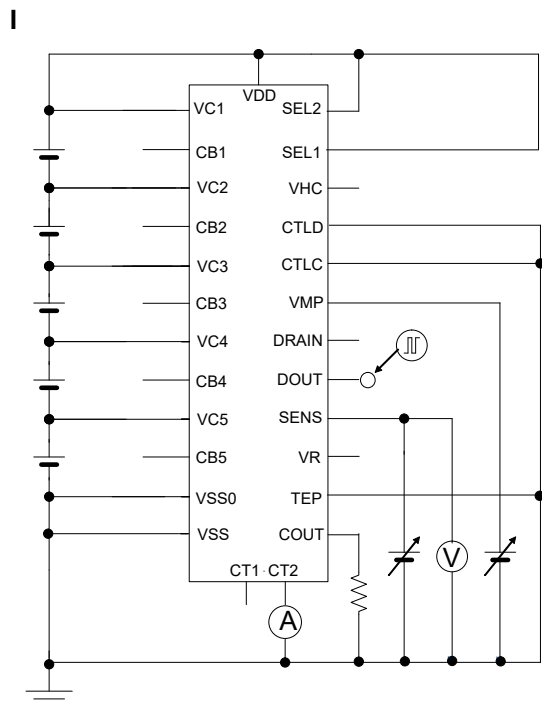 I
VDD
VC1 SEL2
CB1 SEL1
VC2 VHC
CB2 CTLD
VC3 CTLC
CB3 VMP
VC4 DRAIN
CB4 DOUT
VC5 SENS
CB5 VR
VSS0 TEP
VSS COUT
CT1 CT2
V
A